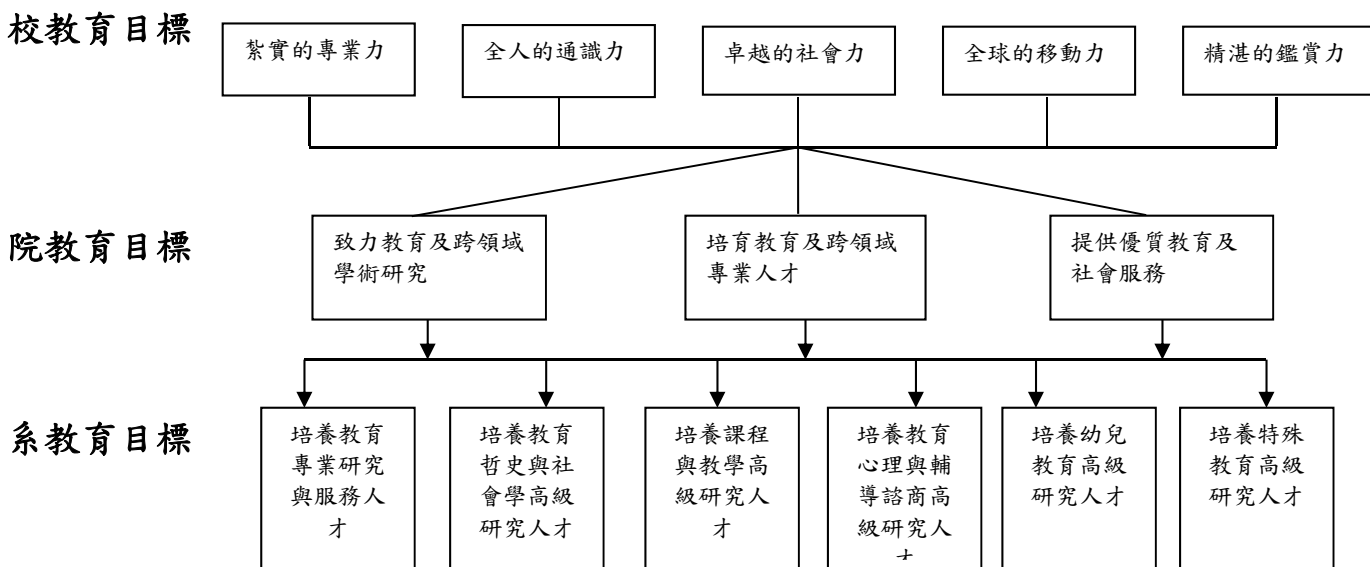 校教育目標
紮實的專業力
全人的通識力
卓越的社會力
全球的移動力
精湛的鑑賞力
院教育目標
致力教育及跨領域
學術研究
培育教育及跨領域
專業人才
提供優質教育及
社會服務
系教育目標
培養教育
專業研究
與服務人
才
培養教育
哲史與社
會學高級
研究人才
培養課程
與教學高
級研究人
才
培養教育
心理與輔
導諮商高
級研究人
才
培養幼兒
教育高級
研究人才
培養特殊
教育高級
研究人才